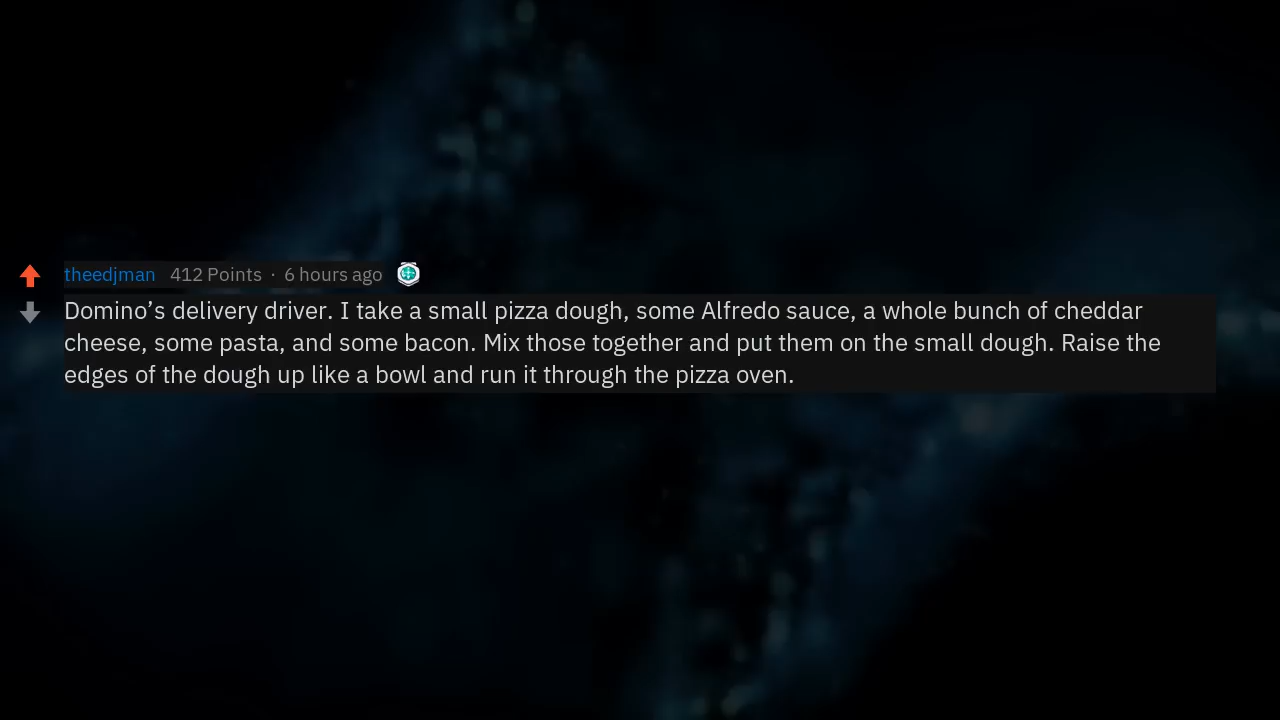 theedjman 412 Points · 6 hours ago
Domino’s delivery driver. I take a small pizza dough, some Alfredo sauce, a whole bunch of cheddar
cheese, some pasta, and some bacon. Mix those together and put them on the small dough. Raise the
edges of the dough up like a bowl and run it through the pizza oven.